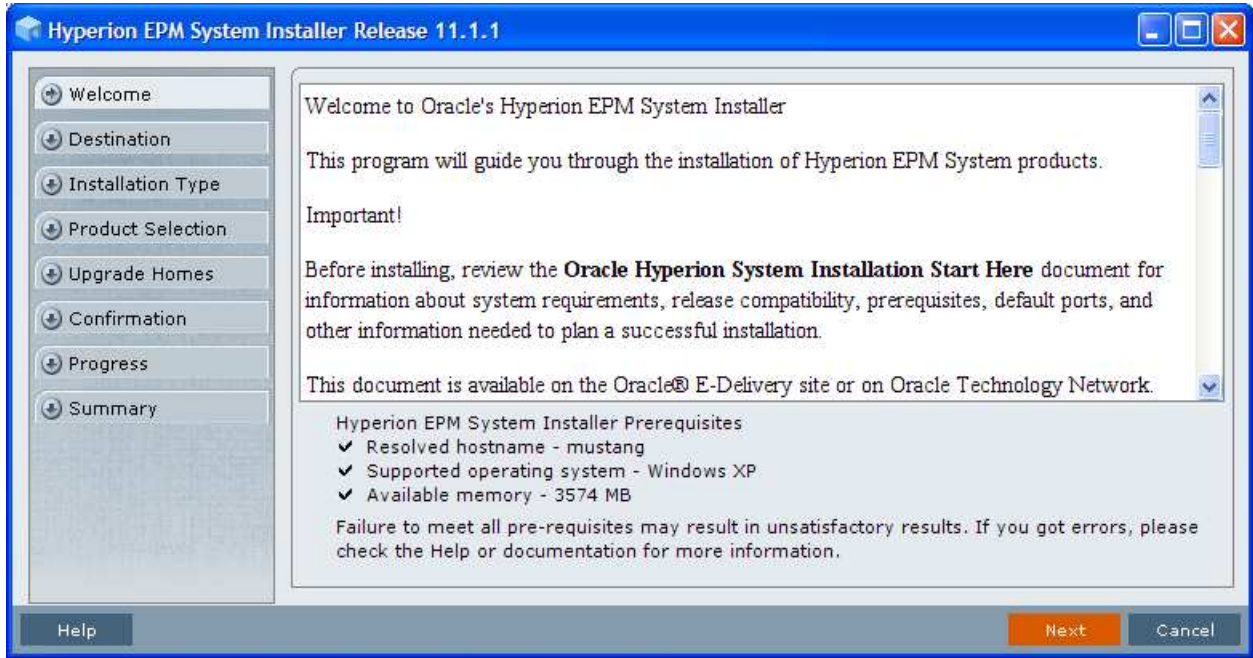 Hyperion EPM System Installer Release 11.1.1
Welcome
Destination
Installation Type
Product Selection
Upgrade Homes
Confirmation
Progress
Summary
Welcome to Oracle's Hyperion EPM System Installer
This program will guide you through the installation of Hyperion EPM System products.
Important!
Before installing, review the Oracle Hyperion System Installation Start Here document for
information about system requirements, release compatibility, prerequisites, default ports, and
other information needed to plan a successful installation.
This document is available on the Oracle® E-Delivery site or on Oracle Technology Network.
Hyperion EPM System Installer Prerequisites
✔ Resolved hostname - mustang
✔ Supported operating system - Windows XP
✔ Available memory - 3574 MB
Failure to meet all pre-requisites may result in unsatisfactory results. If you got errors, please
check the Help or documentation for more information.
Help
Next
Cancel